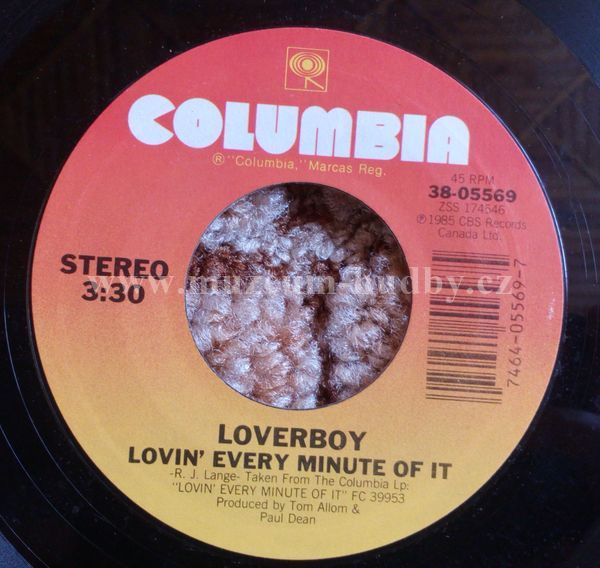 COLUMBIA
® "Columbia," Marcas Reg.
45 RPM
38-05569
ZSS 174546
℗ 1985 CBS Records
Canada Ltd.
STEREO
3:30
www.muzeum-hudby.cz
7464-05569-7
LOVERBOY
LOVIN' EVERY MINUTE OF IT
-R. J. Lange- Taken From The Columbia Lp:
"LOVIN' EVERY MINUTE OF IT" FC 39953
Produced by Tom Allom &
Paul Dean